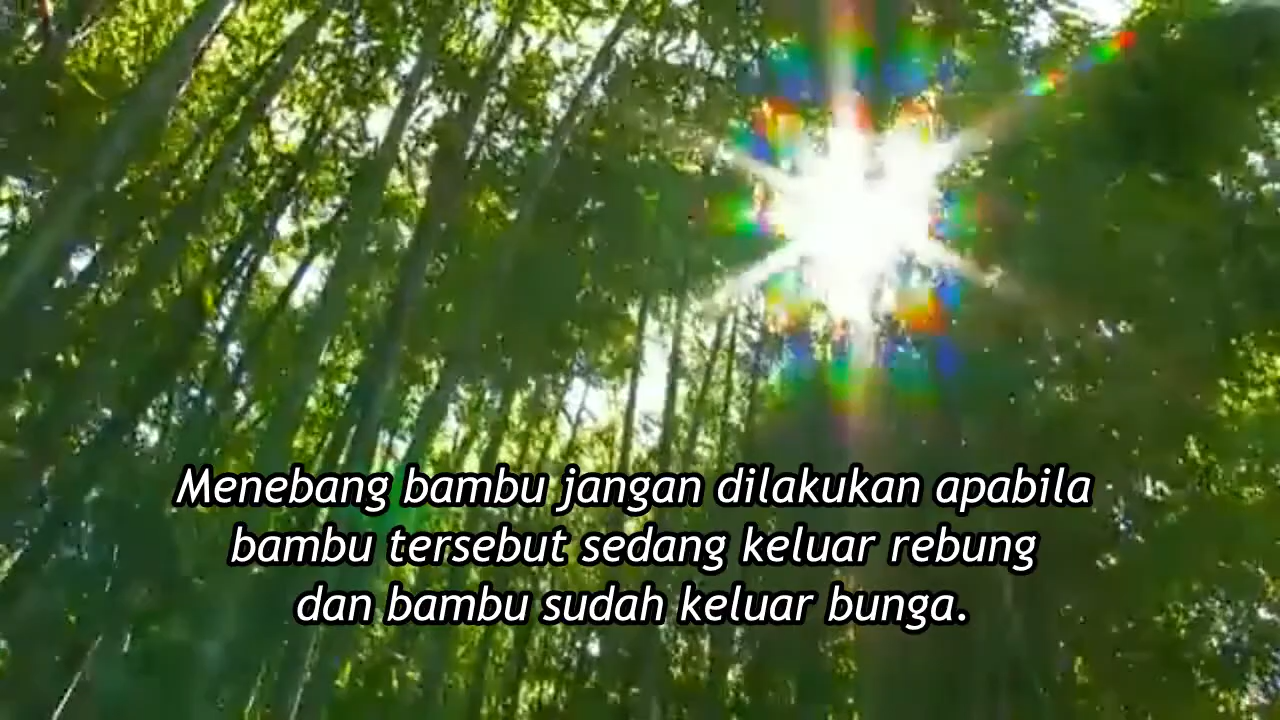 Menebang bambu jangan dilakukan apabila
bambu tersebut sedang keluar rebung
dan bambu sudah keluar bunga.